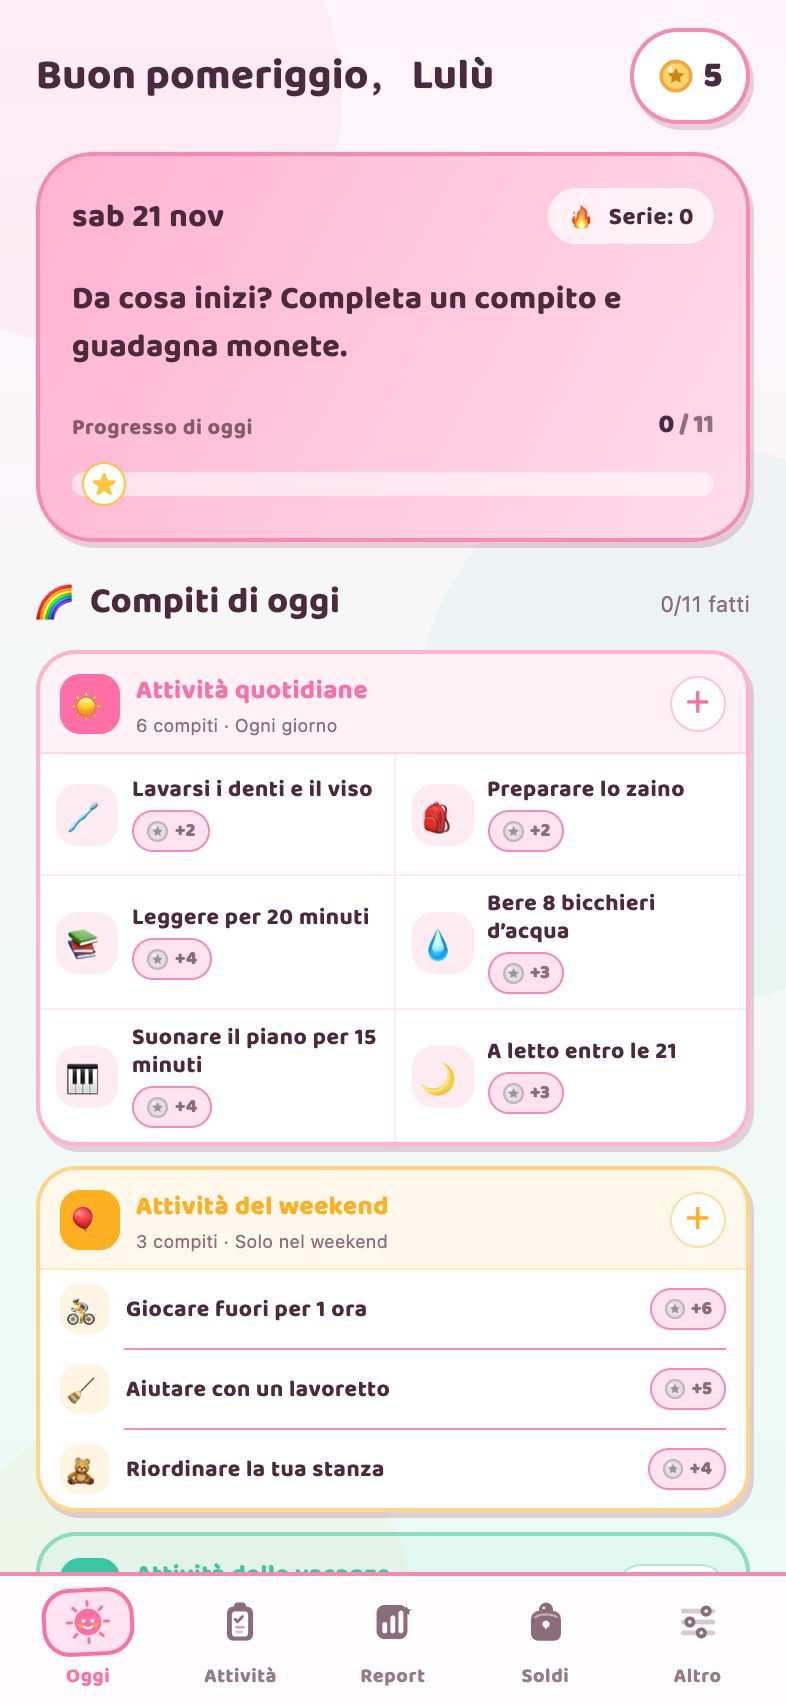 Buon pomeriggio, Lulù
5
sab 21 nov
Serie: 0
Da cosa inizi? Completa un compito e
guadagna monete.
Progresso di oggi
0 / 11
Compiti di oggi
0/11 fatti
Attività quotidiane
6 compiti · Ogni giorno
Lavarsi i denti e il viso
+2
Preparare lo zaino
+2
Leggere per 20 minuti
+4
Bere 8 bicchieri
d'acqua
+3
Suonare il piano per 15
minuti
+4
A letto entro le 21
+3
Attività del weekend
3 compiti · Solo nel weekend
Giocare fuori per 1 ora
+6
Aiutare con un lavoretto
+5
Riordinare la tua stanza
+4
Attività delle vacanze
Oggi
Attività
Report
Soldi
Altro